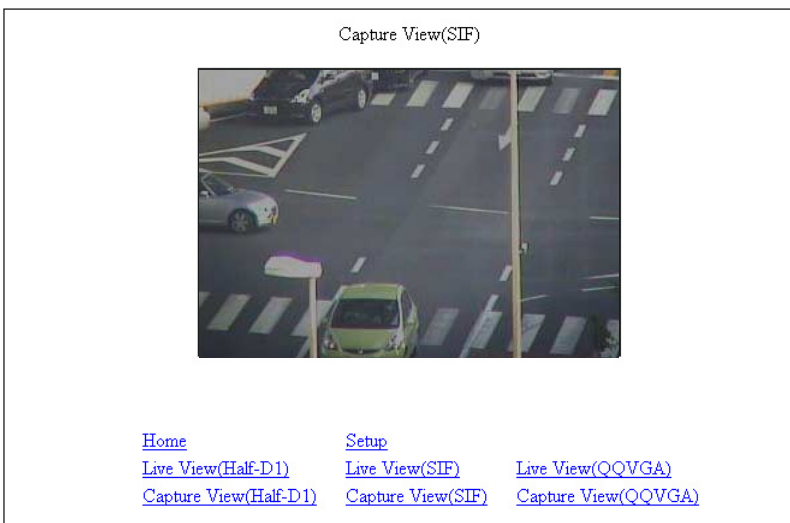 Capture View(SIF)
Home Setup
Live View(Half-D1) Live View(SIF) Live View(QQVGA)
Capture View(Half-D1) Capture View(SIF) Capture View(QQVGA)